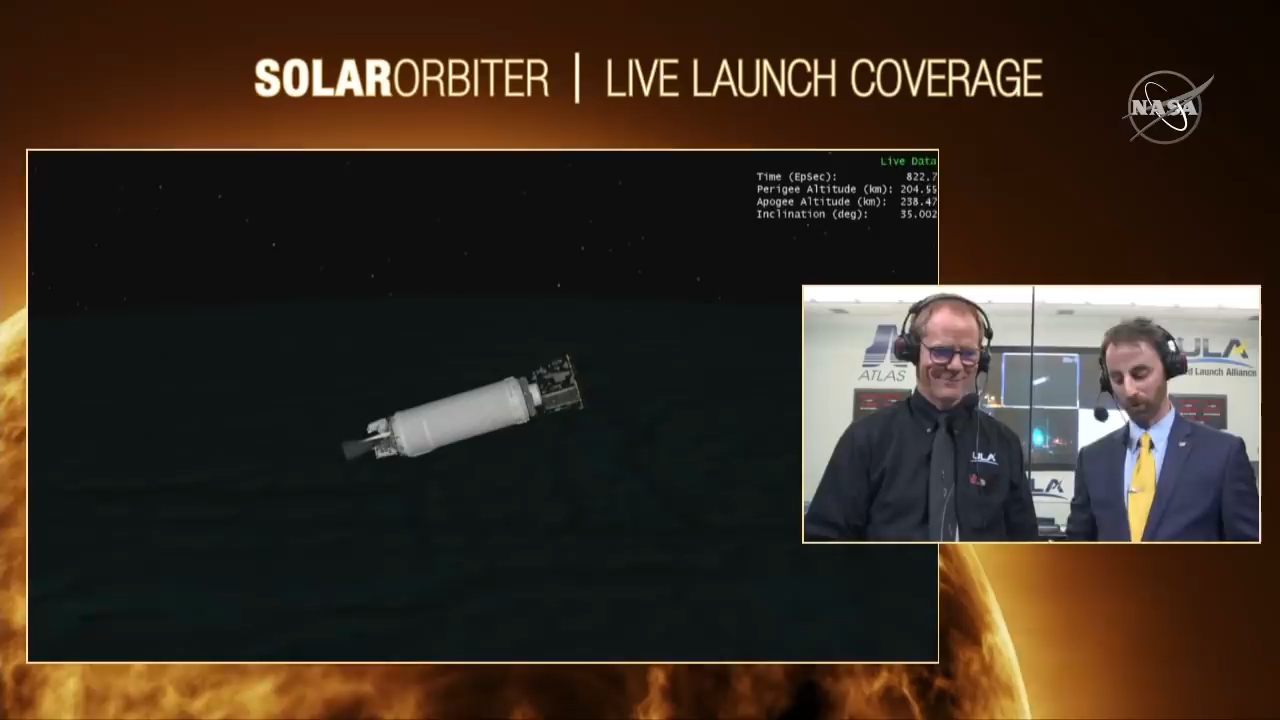 SOLARORBITER | LIVE LAUNCH COVERAGE
NASA
Live Data
Time (EpSec): 822.7
Perigee Altitude (km): 204.55
Apogee Altitude (km): 238.47
Inclination (deg): 35.002
ATLAS
ULA
d Launch Alliance
ULA
LA